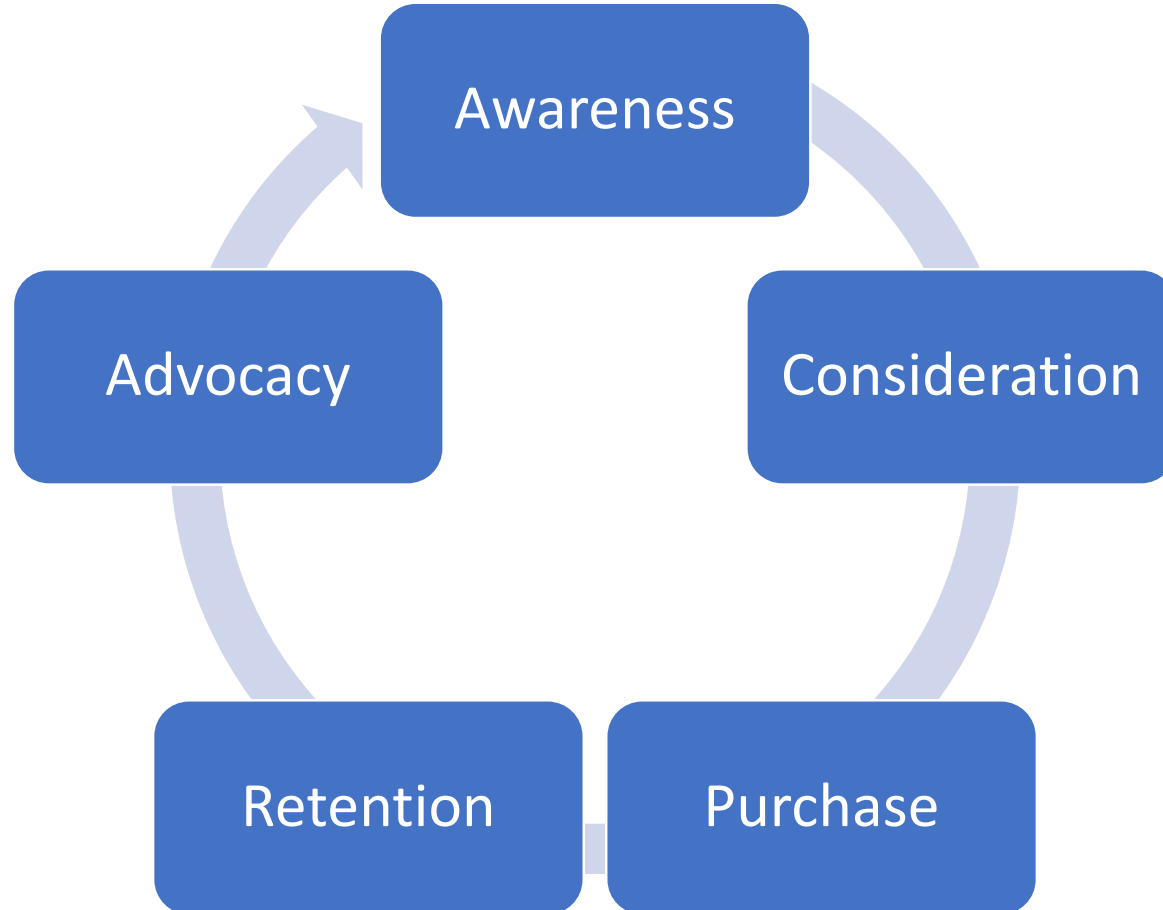 Awareness
Consideration
Purchase
Retention
Advocacy